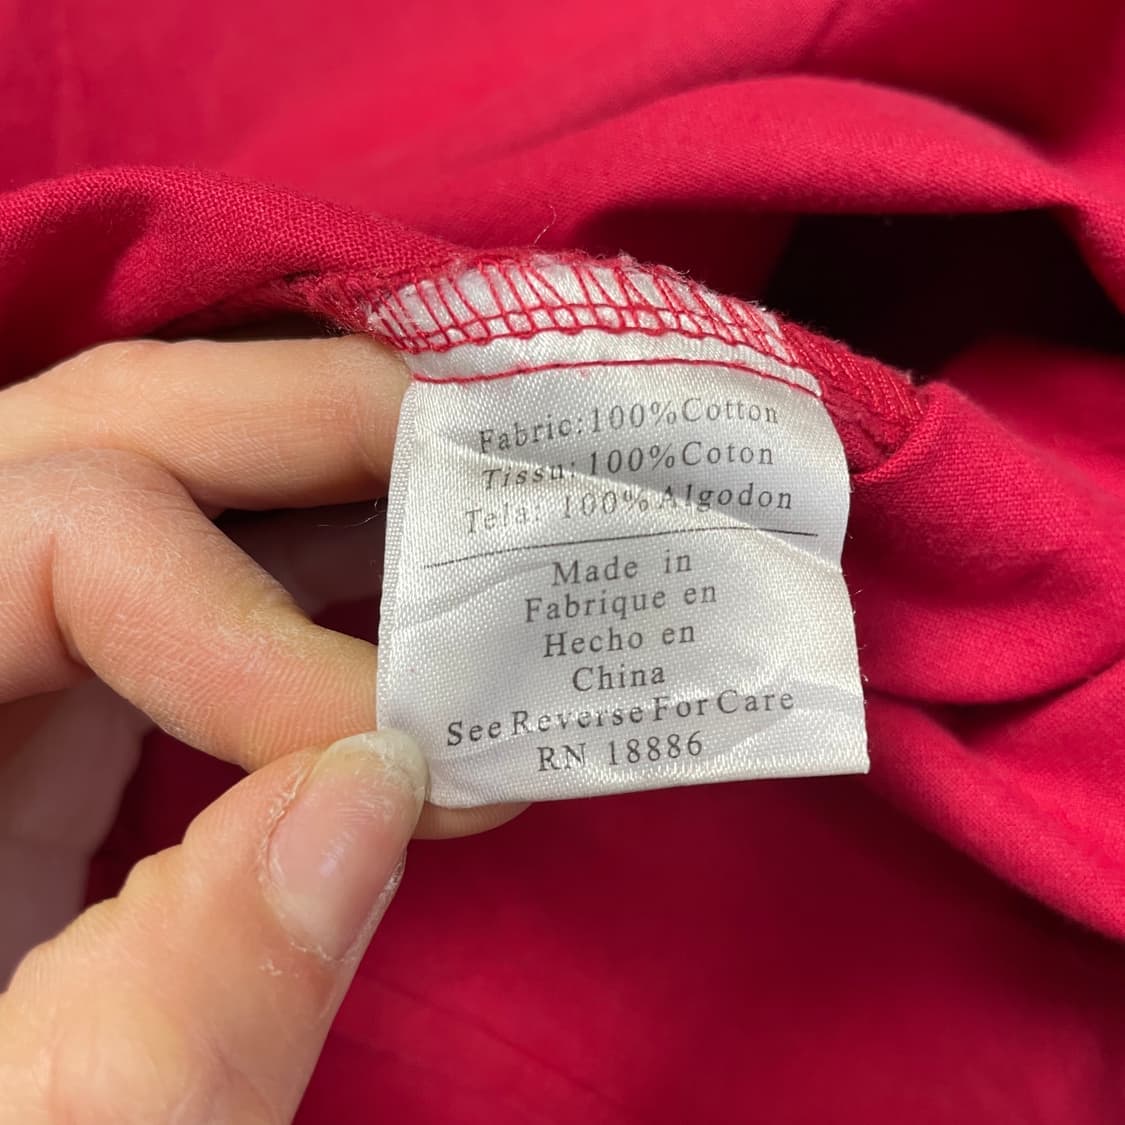 Fabric:100%Cotton
Tissu: 100%Coton
Tela: 100%Algodon
Made in
Fabrique en
Hecho en
China
See Reverse For Care
RN 18886